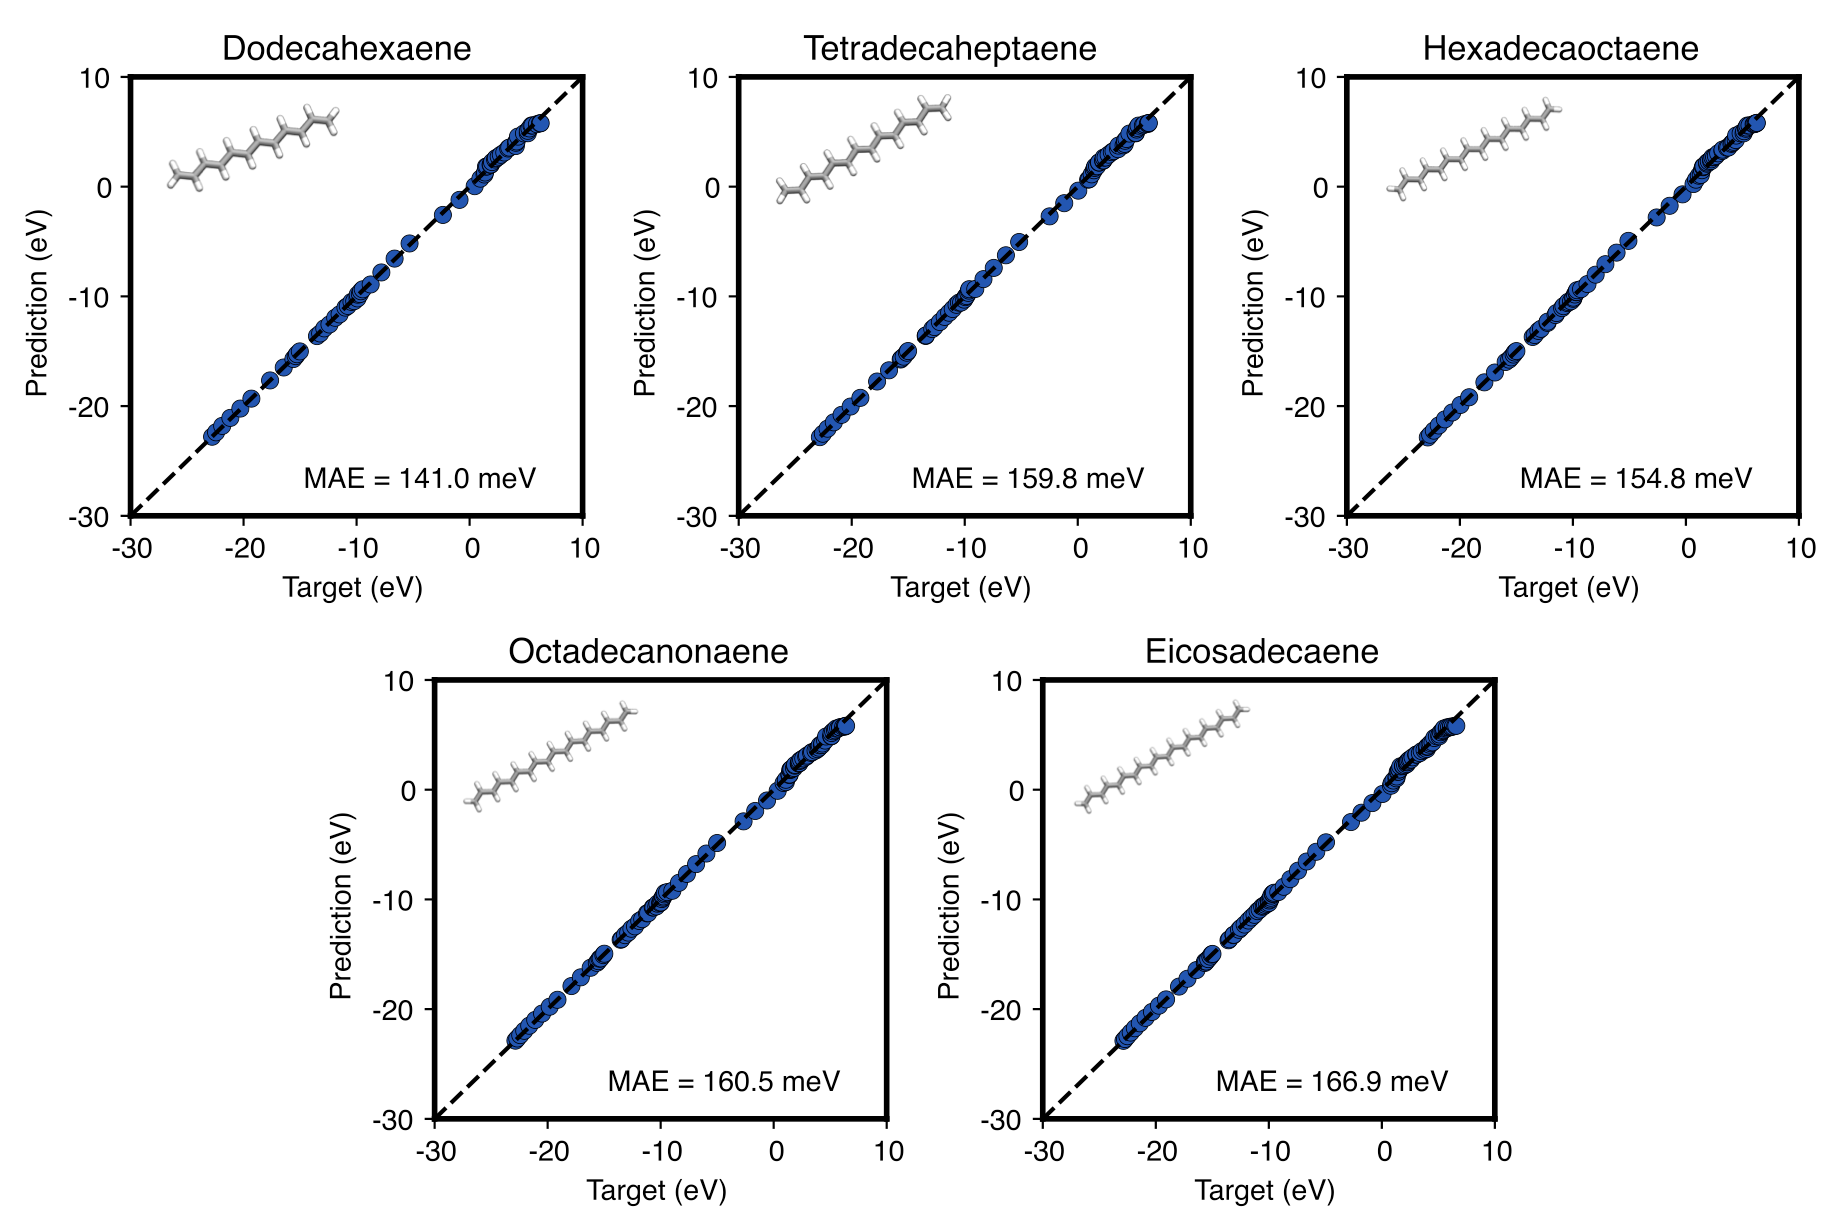 Dodecahexaene
Tetradecaheptaene
Hexadecaoctaene
10
0
-10
-20
-30
Prediction (eV)
-30 -20 -10 0 10
Target (eV)
MAE = 141.0 meV
10
0
-10
-20
-30
Prediction (eV)
-30 -20 -10 0 10
Target (eV)
MAE = 159.8 meV
10
0
-10
-20
-30
Prediction (eV)
-30 -20 -10 0 10
Target (eV)
MAE = 154.8 meV
Octadecanonaene
Eicosadecaene
10
0
-10
-20
-30
Prediction (eV)
-30 -20 -10 0 10
Target (eV)
MAE = 160.5 meV
10
0
-10
-20
-30
Prediction (eV)
-30 -20 -10 0 10
Target (eV)
MAE = 166.9 meV